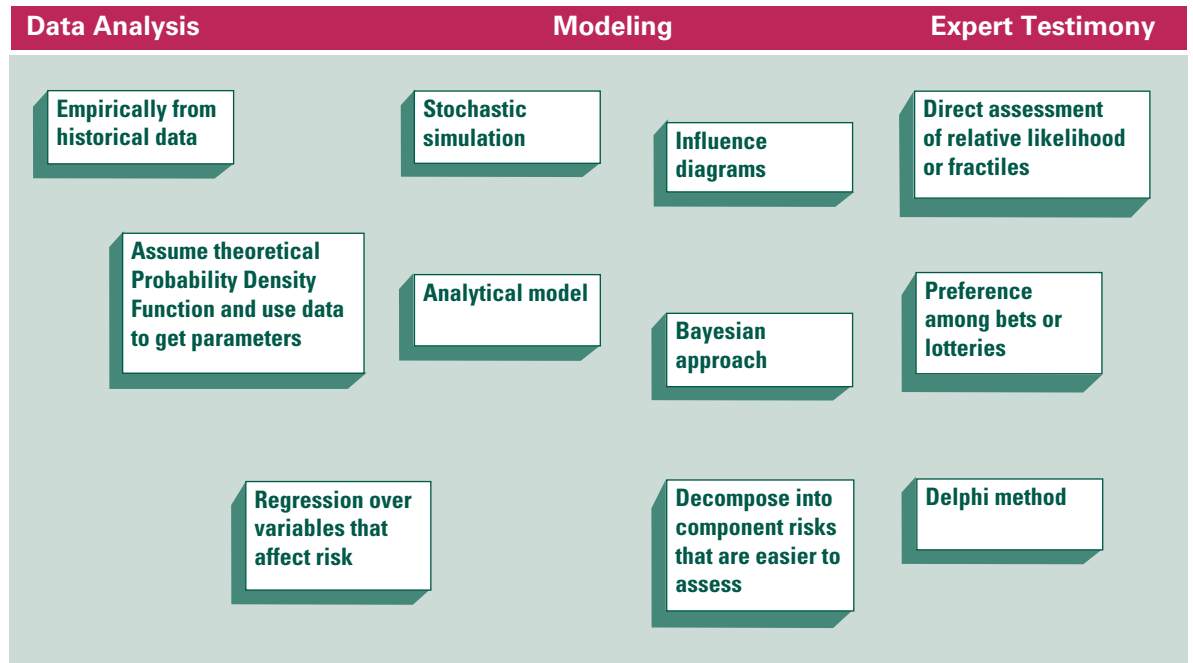 Data Analysis Modeling Expert Testimony
Empirically from
historical data
Stochastic
simulation
Influence
diagrams
Direct assessment
of relative likelihood
or fractiles
Assume theoretical
Probability Density
Function and use data
to get parameters
Analytical model
Bayesian
approach
Preference
among bets or
lotteries
Regression over
variables that
affect risk
Decompose into
component risks
that are easier to
assess
Delphi method